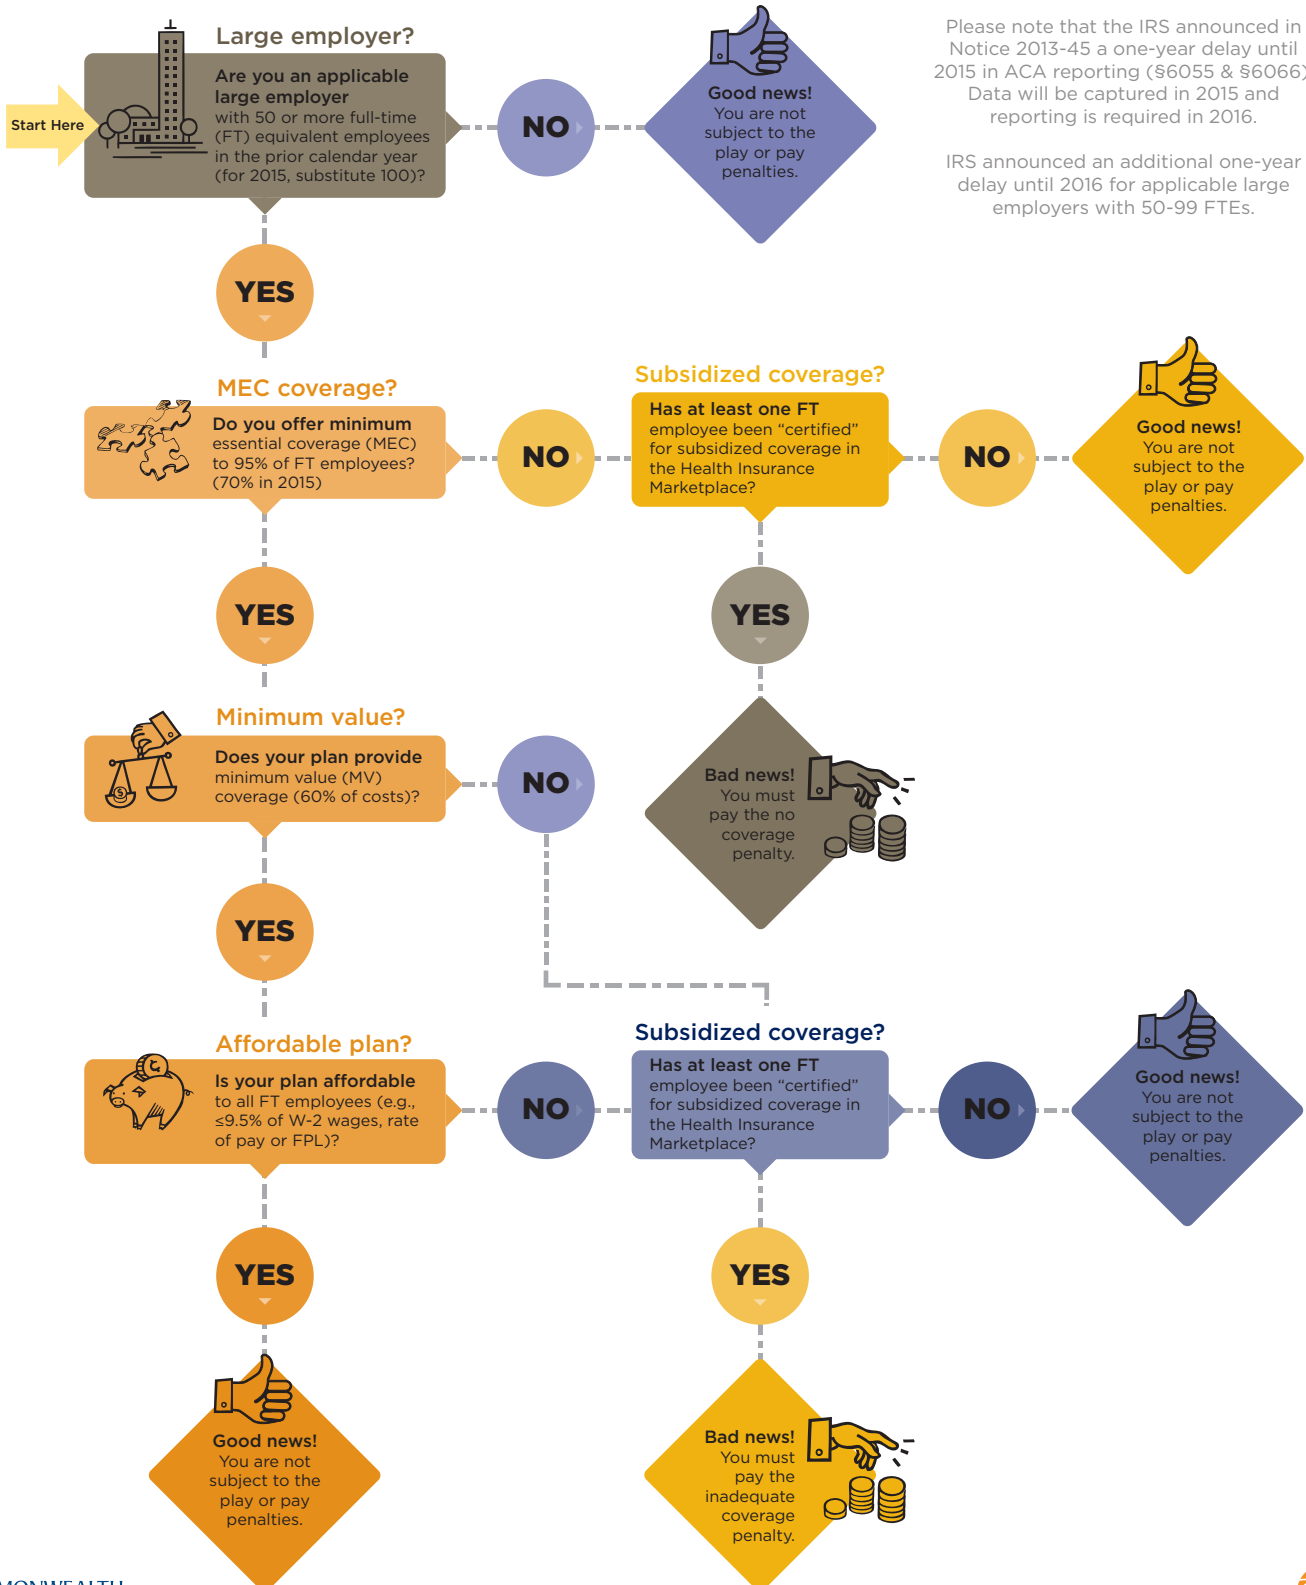 Large employer?
Are you an applicable
large employer
with 50 or more full-time
(FT) equivalent employees
in the prior calendar year
(for 2015, substitute 100)?
Start Here
NO
Good news!
You are not
subject to the
play or pay
penalties.
Please note that the IRS announced in
Notice 2013-45 a one-year delay until
2015 in ACA reporting (§6055 & §6066)
Data will be captured in 2015 and
reporting is required in 2016.
IRS announced an additional one-year
delay until 2016 for applicable large
employers with 50-99 FTEs.
YES
MEC coverage?
Do you offer minimum
essential coverage (MEC)
to 95% of FT employees?
(70% in 2015)
NO
Subsidized coverage?
Has at least one FT
employee been “certified”
for subsidized coverage in
the Health Insurance
Marketplace?
NO
Good news!
You are not
subject to the
play or pay
penalties.
YES
YES
Minimum value?
Does your plan provide
minimum value (MV)
coverage (60% of costs)?
NO
Bad news!
You must
pay the no
coverage
penalty.
YES
Affordable plan?
Is your plan affordable
to all FT employees (e.g.,
≤9.5% of W-2 wages, rate
of pay or FPL)?
NO
Subsidized coverage?
Has at least one FT
employee been “certified”
for subsidized coverage in
the Health Insurance
Marketplace?
NO
Good news!
You are not
subject to the
play or pay
penalties.
YES
YES
Good news!
You are not
subject to the
play or pay
penalties.
Bad news!
You must
pay the
inadequate
coverage
penalty.